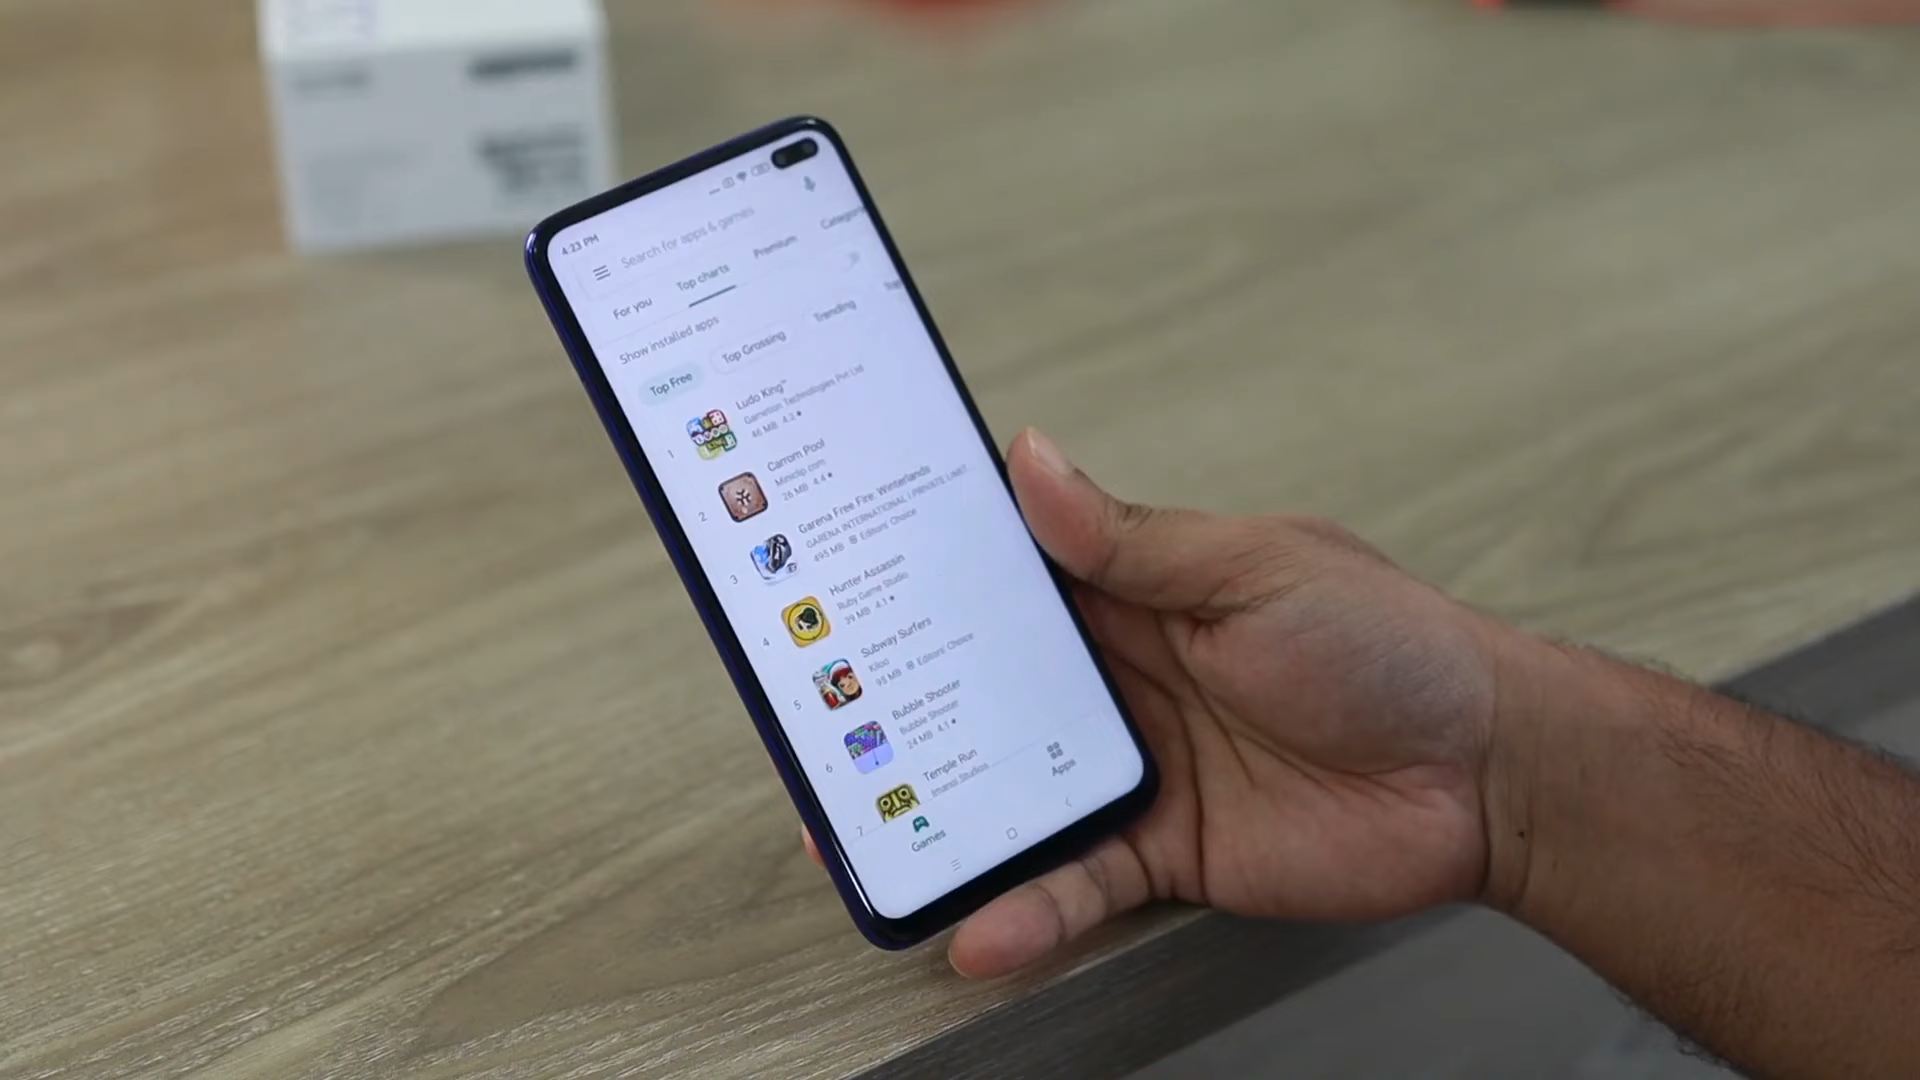 4:23 PM
Search for apps & games
For you
Top charts
Premium
Show installed apps
Top Free
Top Grossing
Trending
1
Ludo King™
Gametion Technologies Pvt Ltd
46 MB 4.2
2
Carrom Pool
Miniclip.com
26 MB 4.4
3
Garena Free Fire: Winterlands
GARENA INTERNATIONAL I PRIVATE LIMIT...
495 MB Editors' Choice
4
Hunter Assassin
Ruby Game Studio
39 MB 4.1
5
Subway Surfers
Kiloo
95 MB Editors' Choice
6
Bubble Shooter
Bubble Shooter
24 MB 4.1
7
Temple Run
Imangi Studios
Games
Apps